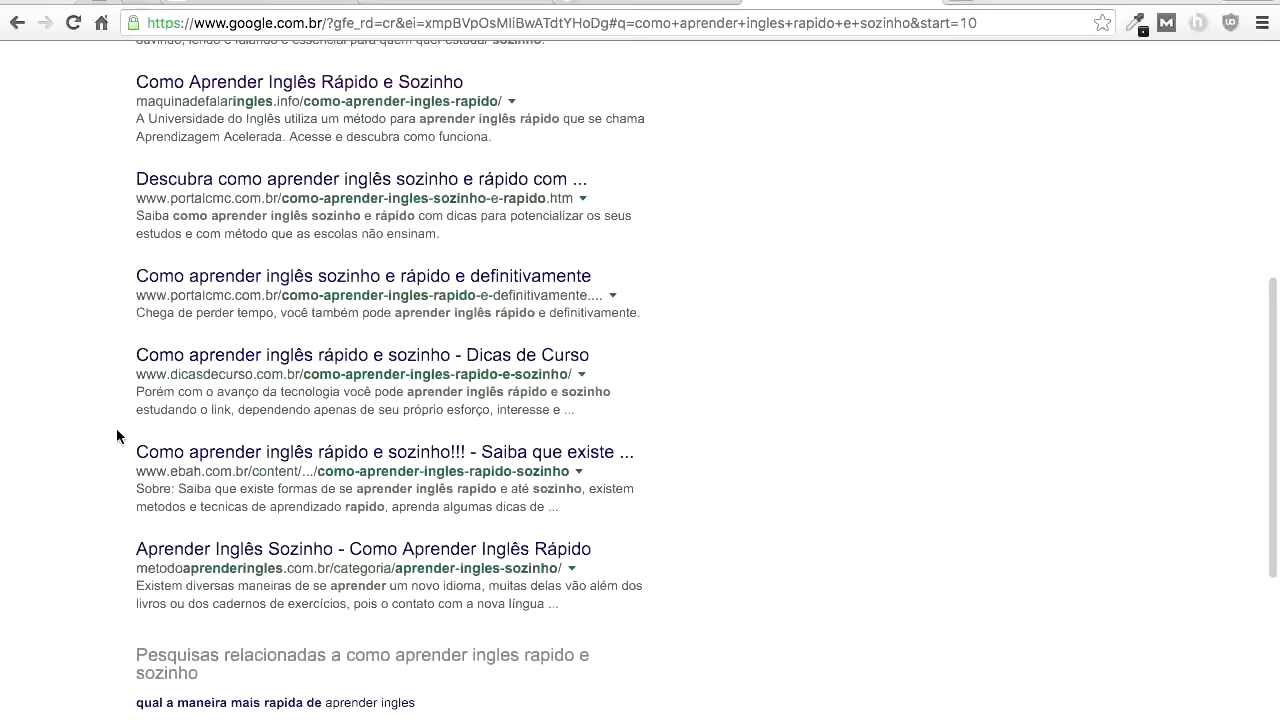 https://www.google.com.br/?gfe_rd=cr&ei=xmpBVpOsMIiBwATdtYHoDg#q=como+aprender+ingles+rapido+e+sozinho&start=10
ouvindo, lendo e falando é essencial para quem quer estudar sozinho.
Como Aprender Inglês Rápido e Sozinho
maquinadefalaringles.info/como-aprender-ingles-rapido/
A Universidade do Inglês utiliza um método para aprender inglês rápido que se chama
Aprendizagem Acelerada. Acesse e descubra como funciona.
Descubra como aprender inglês sozinho e rápido com ...
www.portalcmc.com.br/como-aprender-ingles-sozinho-e-rapido.htm
Saiba como aprender inglês sozinho e rápido com dicas para potencializar os seus
estudos e com método que as escolas não ensinam.
Como aprender inglês sozinho e rápido e definitivamente
www.portalcmc.com.br/como-aprender-ingles-rapido-e-definitivamente....
Chega de perder tempo, você também pode aprender inglês rápido e definitivamente.
Como aprender inglês rápido e sozinho - Dicas de Curso
www.dicasdecurso.com.br/como-aprender-ingles-rapido-e-sozinho/
Porém com o avanço da tecnologia você pode aprender inglês rápido e sozinho
estudando o link, dependendo apenas de seu próprio esforço, interesse e ...
Como aprender inglês rápido e sozinho!!! - Saiba que existe ...
www.ebah.com.br/content/.../como-aprender-ingles-rapido-sozinho
Sobre: Saiba que existe formas de se aprender inglês rapido e até sozinho, existem
metodos e tecnicas de aprendizado rapido, aprenda algumas dicas de ...
Aprender Inglês Sozinho - Como Aprender Inglês Rápido
metodoaprenderingles.com.br/categoria/aprender-ingles-sozinho/
Existem diversas maneiras de se aprender um novo idioma, muitas delas vão além dos
livros ou dos cadernos de exercícios, pois o contato com a nova língua ...
Pesquisas relacionadas a como aprender ingles rapido e
sozinho
qual a maneira mais rapida de aprender ingles